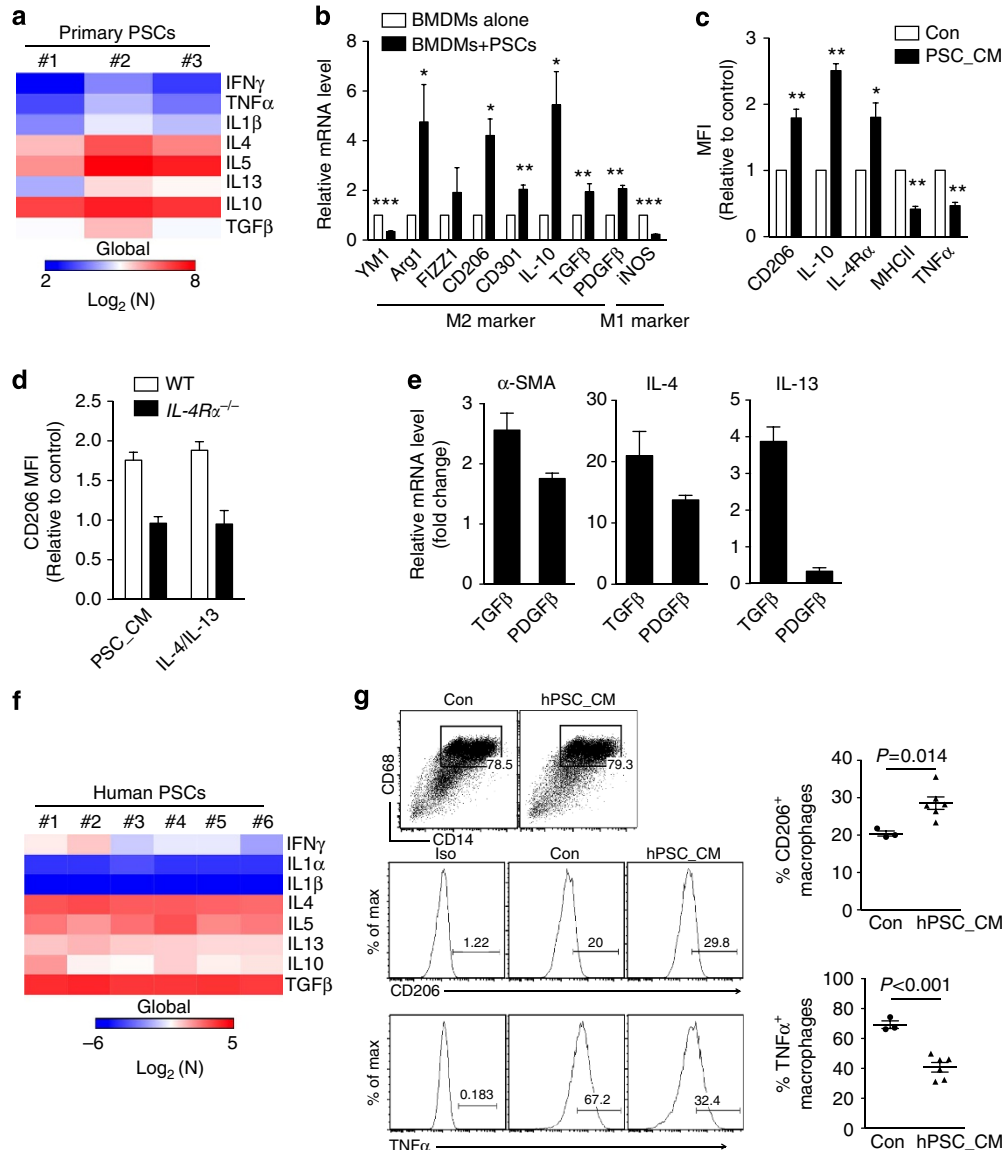 a
Primary PSCs
#1 #2 #3
IFNγ
TNFα
IL1β
IL4
IL5
IL13
IL10
TGFβ
Global
2 8
Log2 (N)
b
BMDMs alone
BMDMs+PSCs
Relative mRNA level
8
6
4
2
0
*** * * ** * ** ** ***
YM1 Arg1 FIZZ1 CD206 CD301 IL-10 TGFβ PDGFβ iNOS
M2 marker M1 marker
c
Con
PSC_CM
MFI
(Relative to control)
3
2
1
0
** ** * ** **
CD206 IL-10 IL-4Rα MHCII TNFα
d
WT
IL-4Rα−/−
CD206 MFI
(Relative to control)
2.5
2.0
1.5
1.0
0.5
0.0
PSC_CM IL-4/IL-13
e
Relative mRNA level
(fold change)
α-SMA
3
2
1
0
TGFβ PDGFβ
IL-4
30
20
10
0
TGFβ PDGFβ
IL-13
5
4
3
2
1
0
TGFβ PDGFβ
f
Human PSCs
#1 #2 #3 #4 #5 #6
IFNγ
IL1α
IL1β
IL4
IL5
IL13
IL10
TGFβ
Global
−6 5
Log2 (N)
g
Con hPSC_CM
78.5 79.3
CD68
CD14
Iso Con hPSC_CM
% of max
1.22 20 29.8
CD206
% of max
0.183 67.2 32.4
TNFα
% CD206+
macrophages
40
30
20
10
0
P=0.014
Con hPSC_CM
% TNFα+
macrophages
100
80
60
40
20
0
P<0.001
Con hPSC_CM